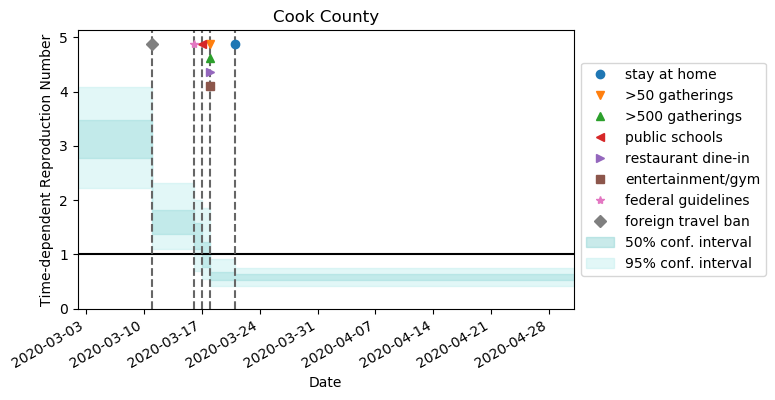 Cook County
Time-dependent Reproduction Number
5
4
3
2
1
0
2020-03-03
2020-03-10
2020-03-17
2020-03-24
2020-03-31
2020-04-07
2020-04-14
2020-04-21
2020-04-28
Date
stay at home
>50 gatherings
>500 gatherings
public schools
restaurant dine-in
entertainment/gym
federal guidelines
foreign travel ban
50% conf. interval
95% conf. interval